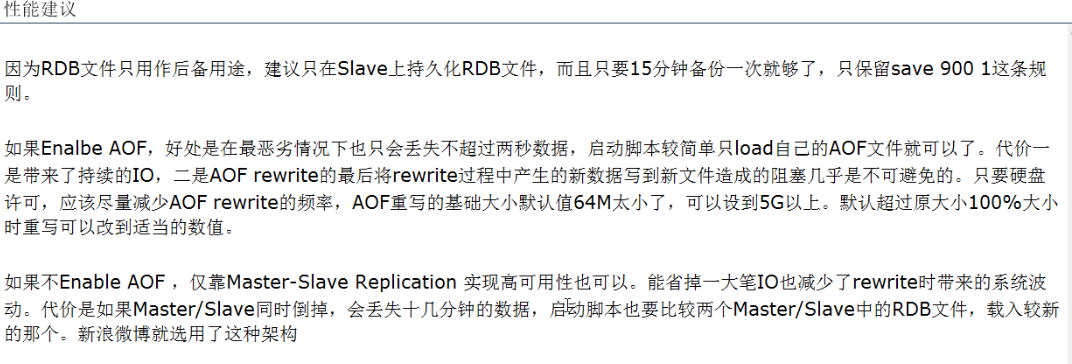 性能建议
因为RDB文件只用作后备用途，建议只在Slave上持久化RDB文件，而且只要15分钟备份一次就够了，只保留save 900 1这条规
则。
如果Enalbe AOF，好处是在最恶劣情况下也只会丢失不超过两秒数据，启动脚本较简单只load自己的AOF文件就可以了。代价一
是带来了持续的IO，二是AOF rewrite的最后将rewrite过程中产生的新数据写到新文件造成的阻塞几乎是不可避免的。只要硬盘
许可，应该尽量减少AOF rewrite的频率，AOF重写的基础大小默认值64M太小了，可以设到5G以上。默认超过原大小100%大小
时重写可以改到适当的数值。
如果不Enable AOF ，仅靠Master-Slave Replication 实现高可用性也可以。能省掉一大笔IO也减少了rewrite时带来的系统波
动。代价是如果Master/Slave同时倒掉，会丢失十几分钟的数据，启动脚本也要比较两个Master/Slave中的RDB文件，载入较新
的那个。新浪微博就选用了这种架构